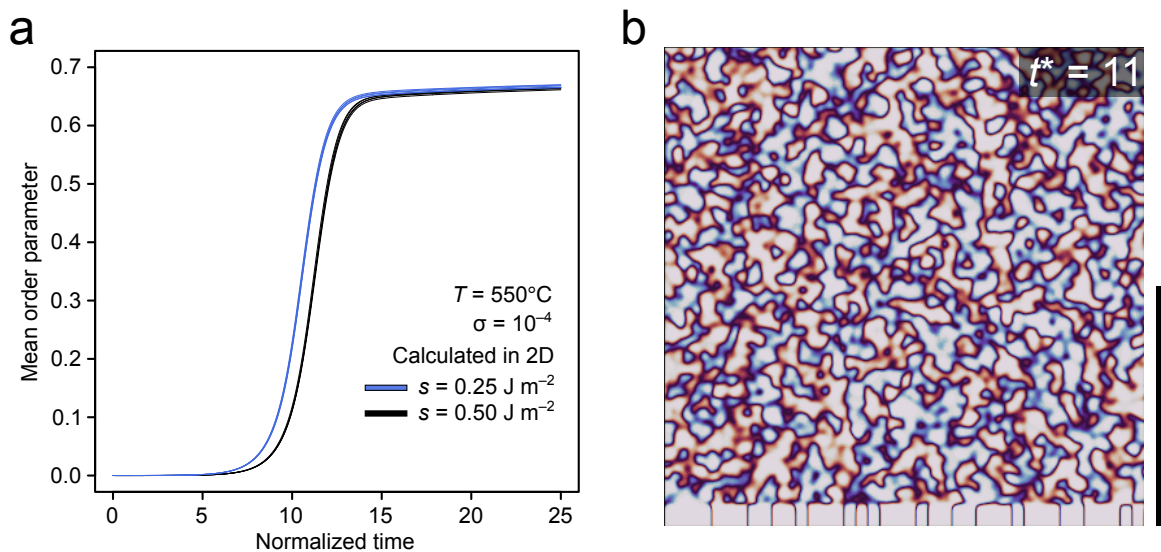 a
b
0.7
0.6
0.5
0.4
0.3
0.2
0.1
0.0
Mean order parameter
T = 550°C
σ = 10⁻⁴
Calculated in 2D
s = 0.25 J m⁻²
s = 0.50 J m⁻²
0 5 10 15 20 25
Normalized time
t* = 11